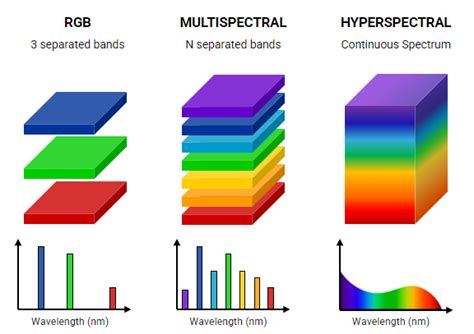 RGB
3 separated bands
MULTISPECTRAL
N separated bands
HYPERSPECTRAL
Continuous Spectrum
Wavelength (nm)
Wavelength (nm)
Wavelength (nm)